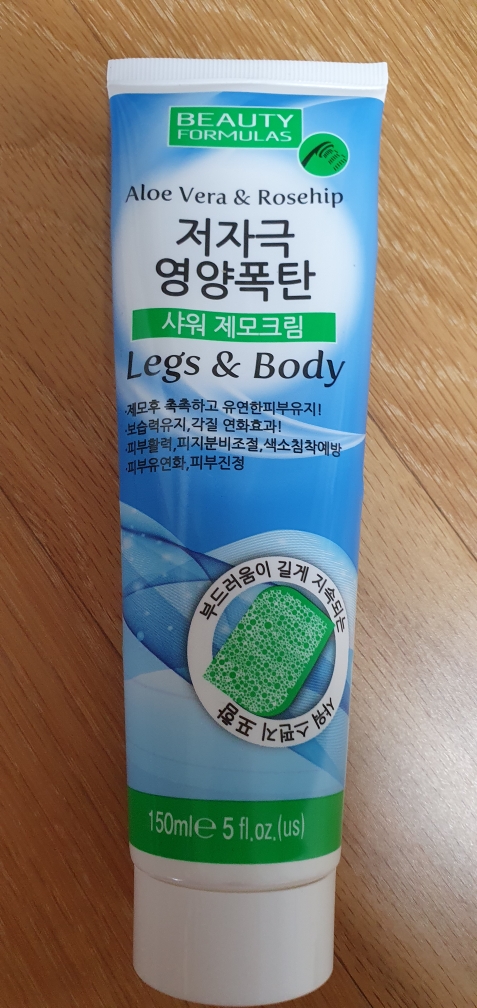 BEAUTY
FORMULAS
Aloe Vera & Rosehip
저자극
영양폭탄
샤워 제모크림
Legs & Body
·제모후 촉촉하고 유연한피부유지!
·보습력유지,각질 연화효과!
·피부활력,피지분비조절,색소침착예방
·피부유연화,피부진정
부드러움이 길게 지속되는
샤워 스펀지 포함
150ml℮ 5 fl.oz.(us)